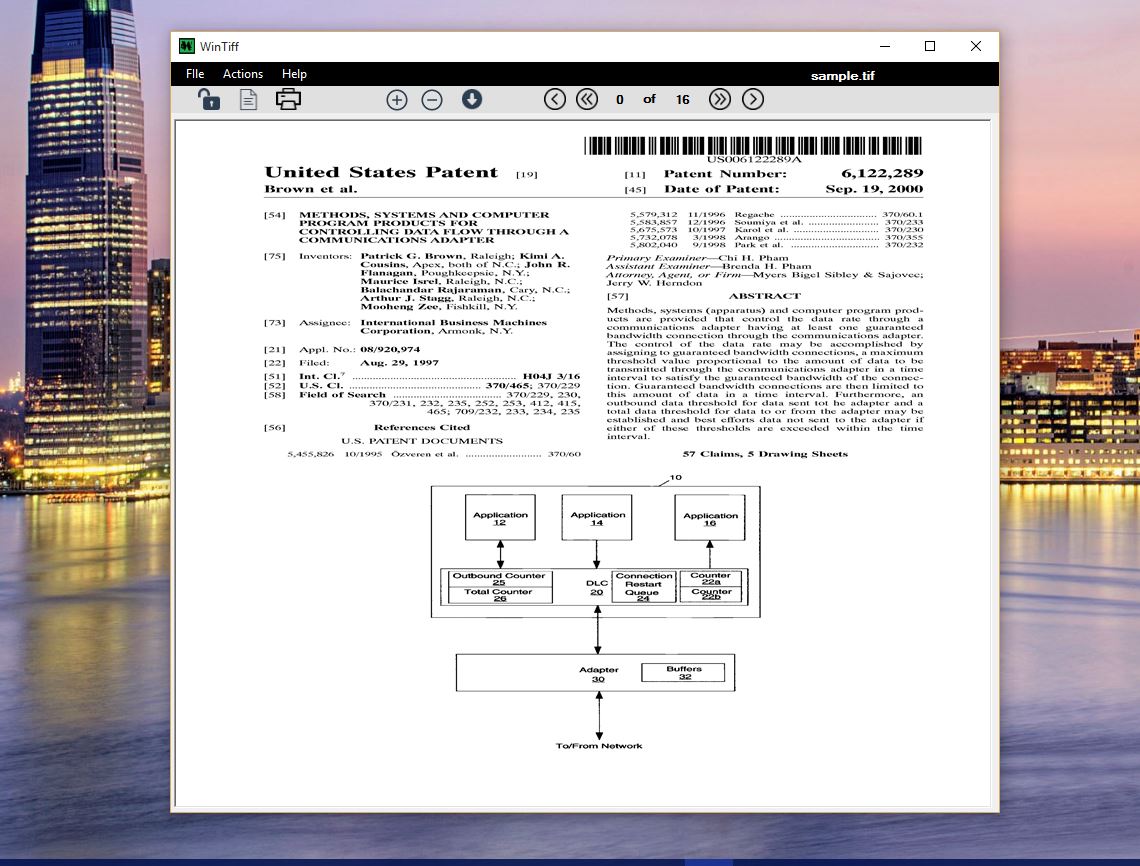 WinTiff
FIle Actions Help sample.tif
0 of 16
US006122289A
United States Patent [19]
Brown et al.
[11] Patent Number: 6,122,289
[45] Date of Patent: Sep. 19, 2000
[54] METHODS, SYSTEMS AND COMPUTER
PROGRAM PRODUCTS FOR
CONTROLLING DATA FLOW THROUGH A
COMMUNICATIONS ADAPTER
[75] Inventors: Patrick G. Brown, Raleigh; Kimi A.
Cousins, Apex, both of N.C.; John R.
Flanagan, Poughkeepsie, N.Y.;
Maurice Isrel, Raleigh, N.C.;
Balachandar Rajaraman, Cary, N.C.;
Arthur J. Stagg, Raleigh, N.C.;
Mooheng Zee, Fishkill, N.Y.
[73] Assignee: International Business Machines
Corporation, Armonk, N.Y.
[21] Appl. No.: 08/920,974
[22] Filed: Aug. 29, 1997
[51] Int. Cl.7 ........................................ H04J 3/16
[52] U.S. Cl. ................................ 370/465; 370/229
[58] Field of Search ........................ 370/229, 230,
370/231, 232, 235, 252, 253, 412, 415,
465; 709/232, 233, 234, 235
[56] References Cited
U.S. PATENT DOCUMENTS
5,455,826 10/1995 Özveren et al. ........................ 370/60
5,579,312 11/1996 Regache ............................ 370/60.1
5,583,857 12/1996 Soumiya et al. ...................... 370/233
5,675,573 10/1997 Karol et al. ......................... 370/230
5,732,078 3/1998 Arango ............................... 370/355
5,802,040 9/1998 Park et al. ........................... 370/232
Primary Examiner—Chi H. Pham
Assistant Examiner—Brenda H. Pham
Attorney, Agent, or Firm—Myers Bigel Sibley & Sajovec;
Jerry W. Herndon
[57] ABSTRACT
Methods, systems (apparatus) and computer program prod-
ucts are provided that control the data rate through a
communications adapter having at least one guaranteed
bandwidth connection through the communications adapter.
The control of the data rate may be accomplished by
assigning to guaranteed bandwidth connections, a maximum
threshold value proportional to the amount of data to be
transmitted through the communications adapter in a time
interval to satisfy the guaranteed bandwidth of the connec-
tion. Guaranteed bandwidth connections are then limited to
this amount of data in a time interval. Furthermore, an
outbound data threshold for data sent tot he adapter and a
total data threshold for data to or from the adapter may be
established and best efforts data not sent to the adapter if
either of these thresholds are exceeded within the time
interval.
57 Claims, 5 Drawing Sheets
10
Application
12
Application
14
Application
16
Outbound Counter
25
Total Counter
26
DLC
20
Connection
Restart
Queue
24
Counter
22a
Counter
22b
Adapter
30
Buffers
32
To/From Network